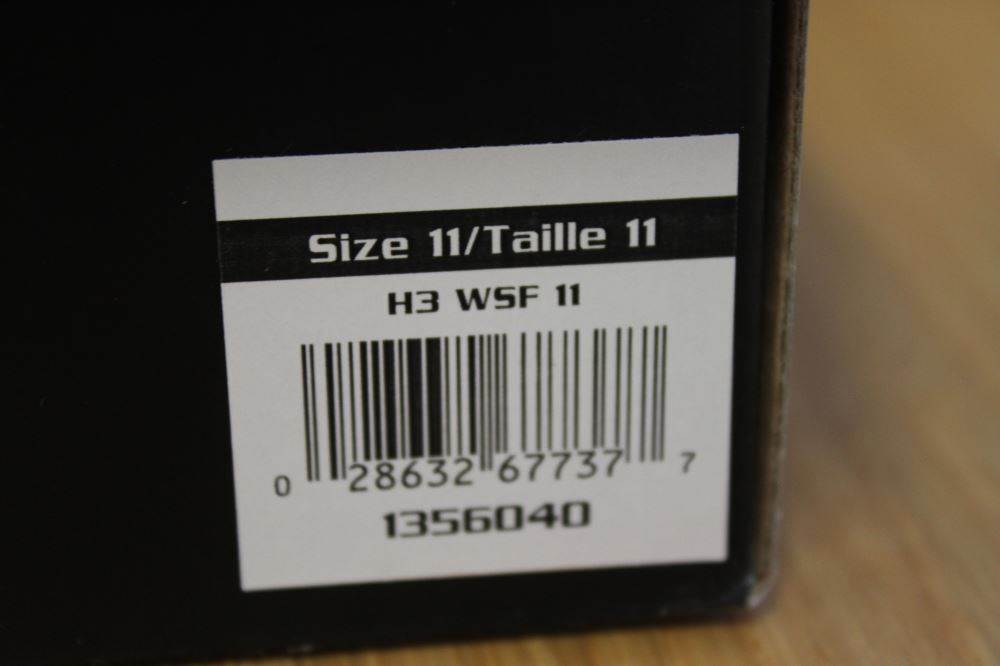 Size 11/Taille 11
H3 WSF 11
0 28632 67737 7
1356040